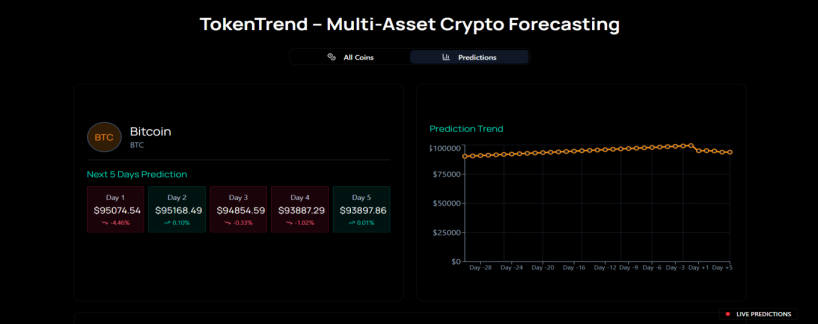 TokenTrend – Multi-Asset Crypto Forecasting
All Coins
Predictions
BTC
Bitcoin
BTC
Next 5 Days Prediction
Day 1
$95074.54
-4.46%
Day 2
$95168.49
0.10%
Day 3
$94854.59
-0.33%
Day 4
$93887.29
-1.02%
Day 5
$93897.86
0.01%
Prediction Trend
$100000
$75000
$50000
$25000
$0
Day -28 Day -24 Day -20 Day -16 Day -12 Day -9 Day -6 Day -3 Day +1 Day +5
LIVE PREDICTIONS